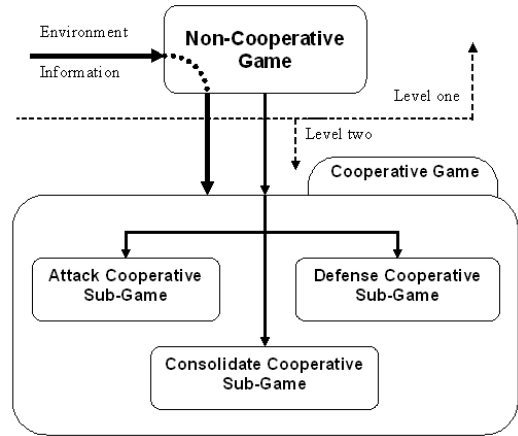 Environment
Information
Non-Cooperative
Game
Level one
Level two
Cooperative Game
Attack Cooperative
Sub-Game
Defense Cooperative
Sub-Game
Consolidate Cooperative
Sub-Game